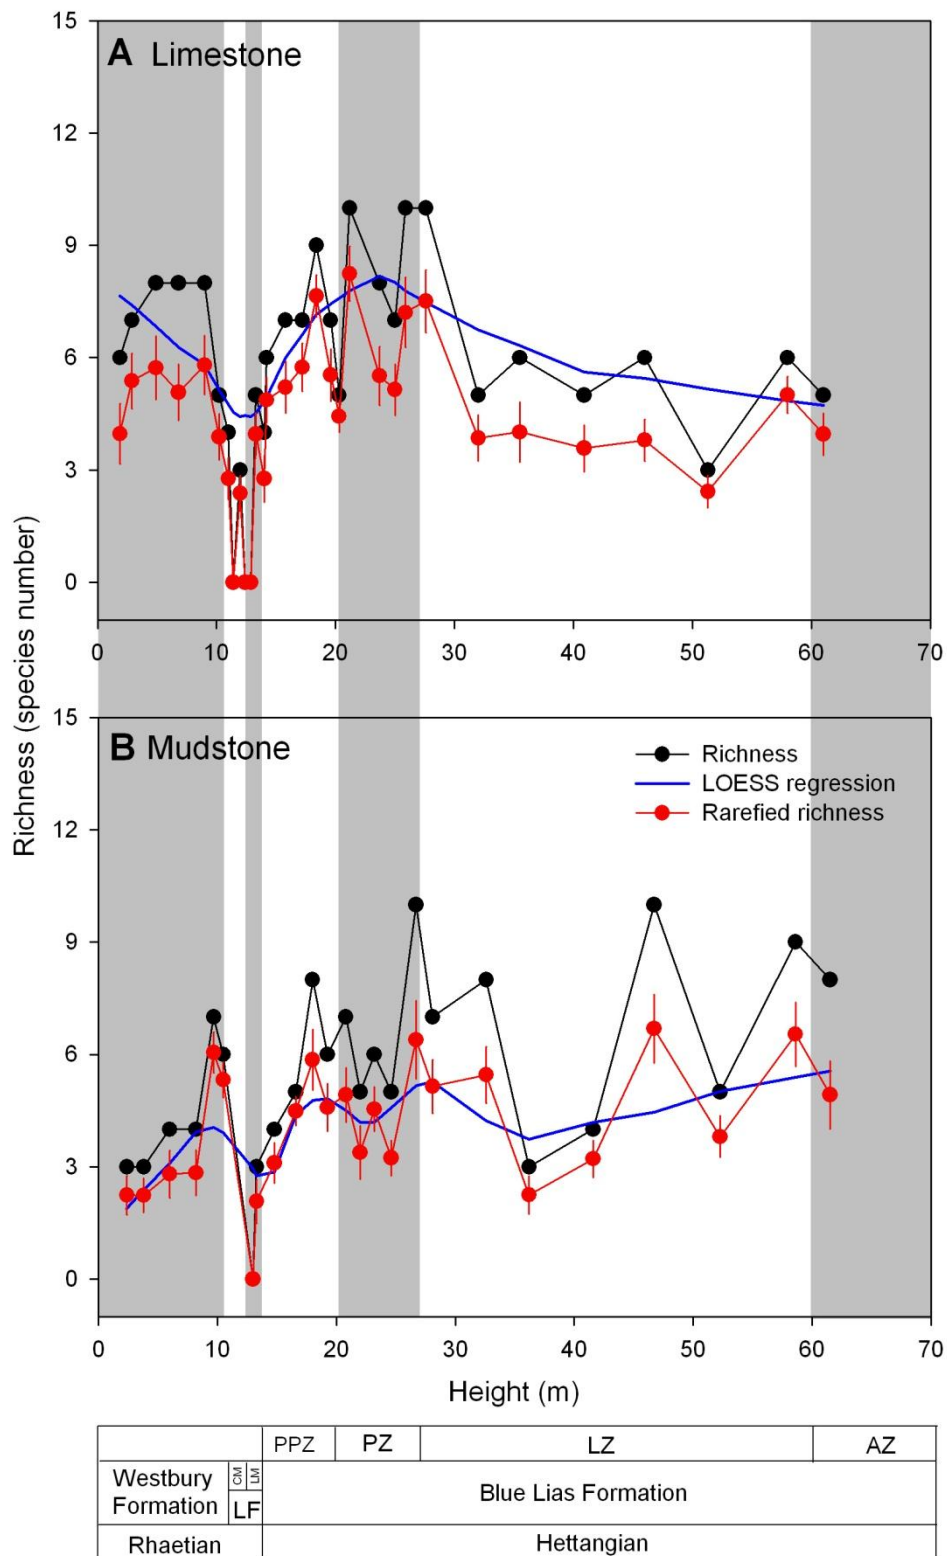 15
A Limestone
12
9
6
3
0
0 10 20 30 40 50 60 70
Richness (species number)
15
B Mudstone
Richness
LOESS regression
Rarefied richness
12
9
6
3
0
0 10 20 30 40 50 60 70
Height (m)
PPZ PZ LZ AZ
Westbury Formation
CM
LM
LF
Blue Lias Formation
Rhaetian Hettangian